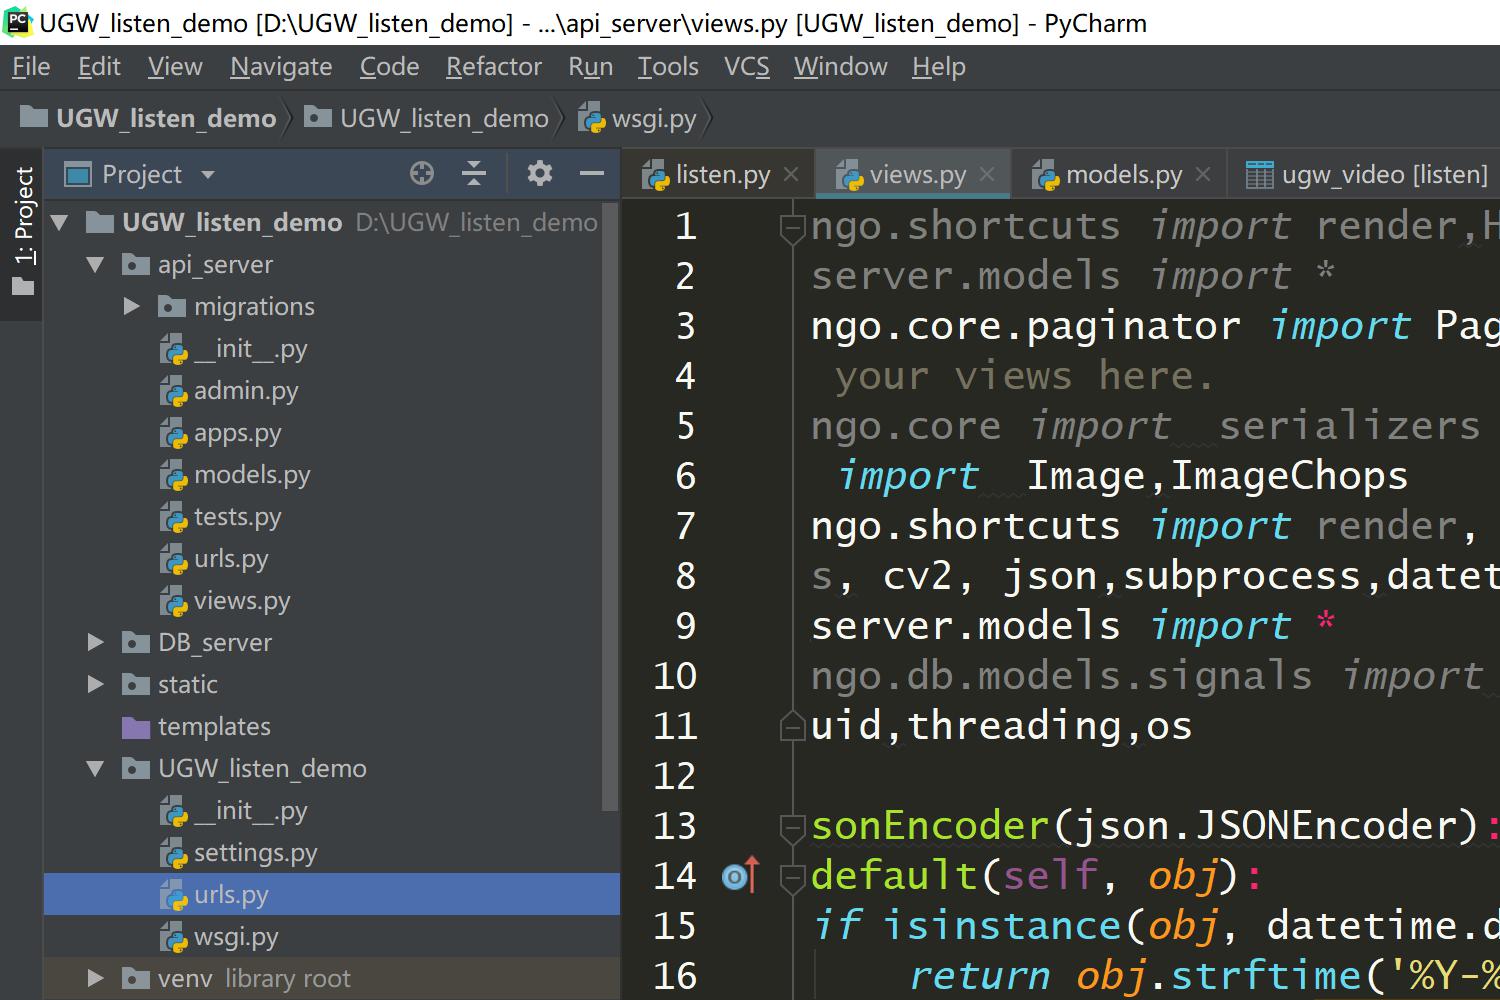 UGW_listen_demo [D:\UGW_listen_demo] - ...\api_server\views.py [UGW_listen_demo] - PyCharm
File Edit View Navigate Code Refactor Run Tools VCS Window Help
UGW_listen_demo UGW_listen_demo wsgi.py
1: Project
Project
listen.py views.py models.py ugw_video [listen]
UGW_listen_demo D:\UGW_listen_demo
api_server
migrations
__init__.py
admin.py
apps.py
models.py
tests.py
urls.py
views.py
DB_server
static
templates
UGW_listen_demo
__init__.py
settings.py
urls.py
wsgi.py
venv library root
1 ngo.shortcuts import render,H
2 server.models import *
3 ngo.core.paginator import Pag
4 your views here.
5 ngo.core import serializers
6 import Image,ImageChops
7 ngo.shortcuts import render,
8 s, cv2, json,subprocess,datet
9 server.models import *
10 ngo.db.models.signals import
11 uid,threading,os
12
13 sonEncoder(json.JSONEncoder):
14 default(self, obj):
15 if isinstance(obj, datetime.d
16 return obj.strftime('%Y-%